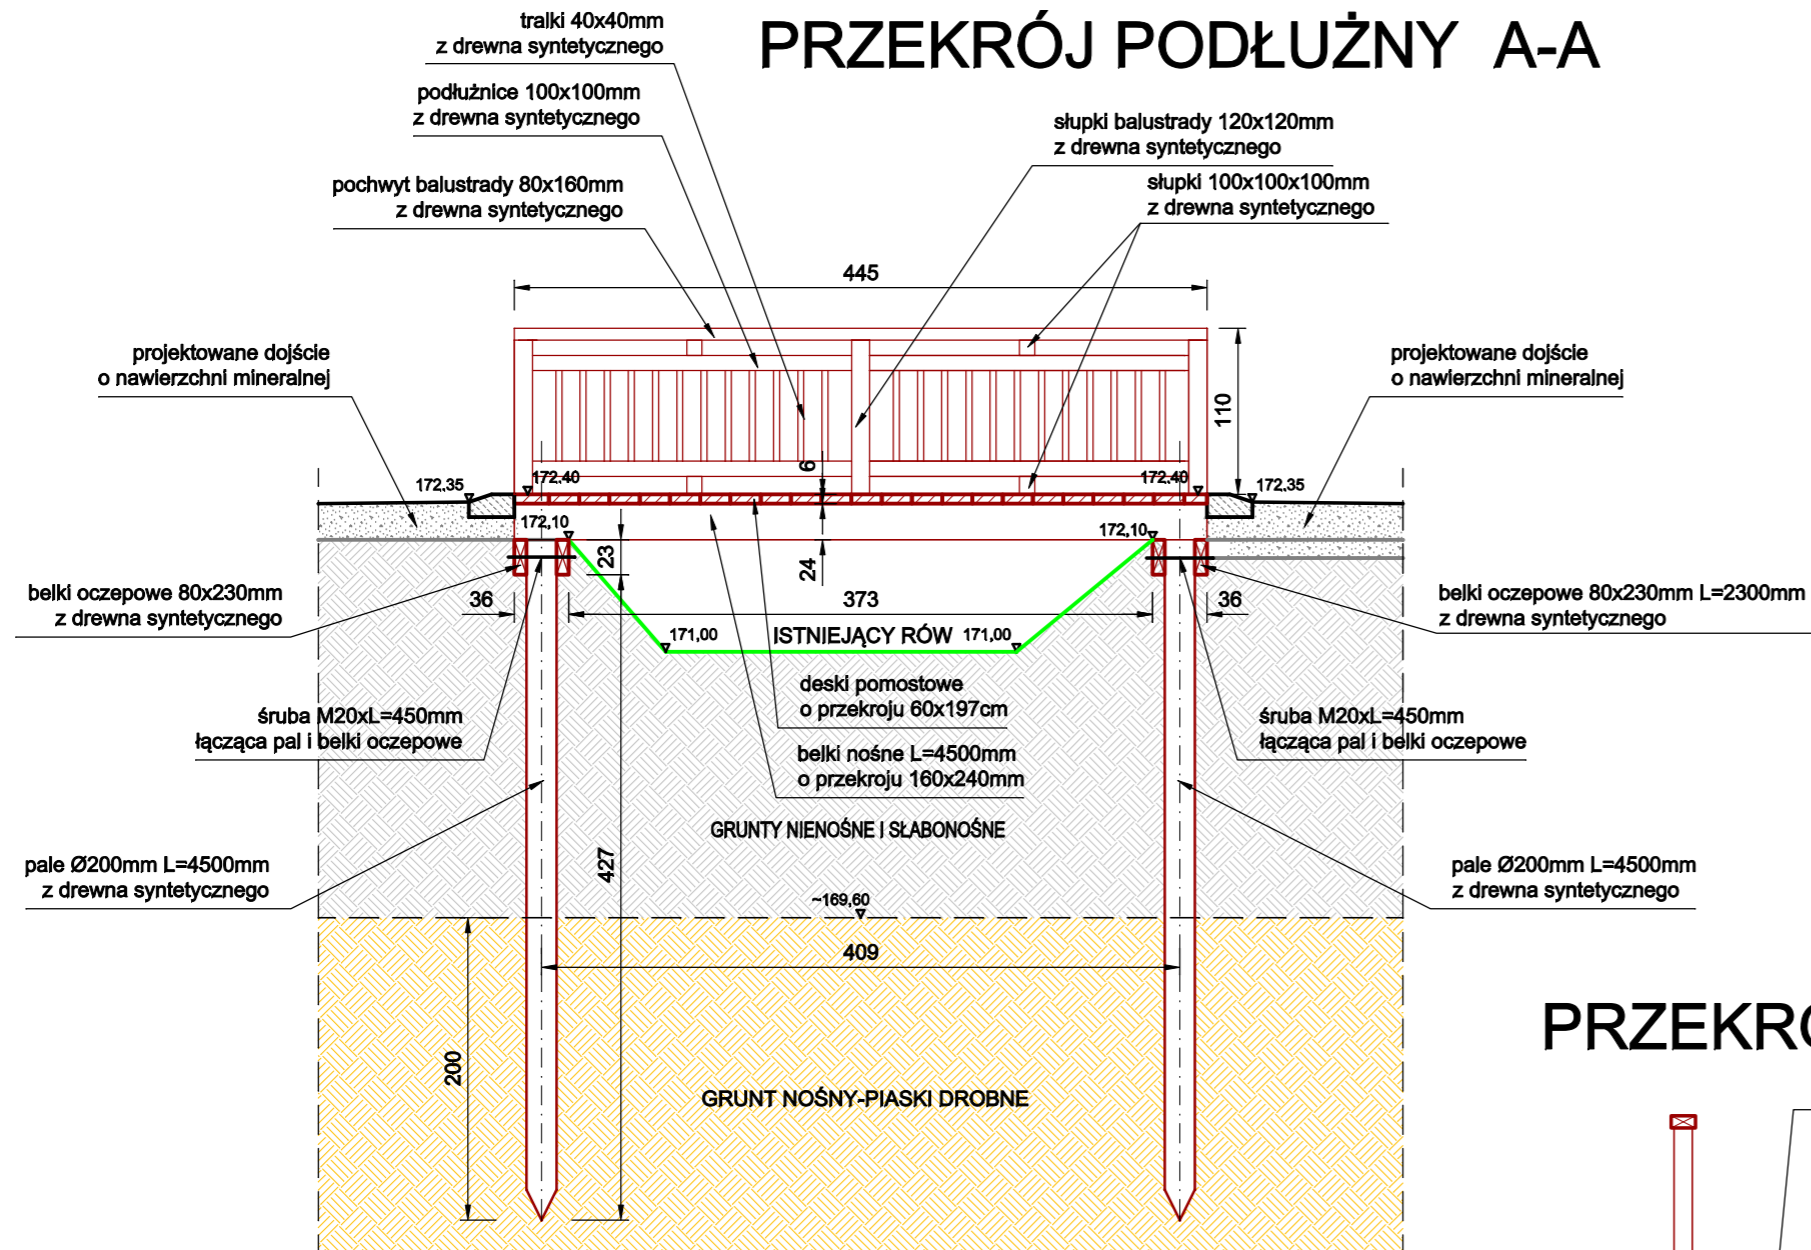 PRZEKRÓJ PODŁUŻNY A-A
tralki 40x40mm
z drewna syntetycznego
podłużnice 100x100mm
z drewna syntetycznego
pochwyt balustrady 80x160mm
z drewna syntetycznego
słupki balustrady 120x120mm
z drewna syntetycznego
słupki 100x100x100mm
z drewna syntetycznego
445
projektowane dojście
o nawierzchni mineralnej
projektowane dojście
o nawierzchni mineralnej
110
6
172,35
172,40
172,40
172,35
172,10
172,10
23
24
belki oczepowe 80x230mm
z drewna syntetycznego
36
373
36
belki oczepowe 80x230mm L=2300mm
z drewna syntetycznego
171,00
ISTNIEJĄCY RÓW
171,00
deski pomostowe
o przekroju 60x197cm
śruba M20xL=450mm
łącząca pal i belki oczepowe
śruba M20xL=450mm
łącząca pal i belki oczepowe
belki nośne L=4500mm
o przekroju 160x240mm
GRUNTY NIENOŚNE I SŁABONOŚNE
pale Ø200mm L=4500mm
z drewna syntetycznego
427
pale Ø200mm L=4500mm
z drewna syntetycznego
~169,60
409
200
GRUNT NOŚNY-PIASKI DROBNE
PRZEKRÓ